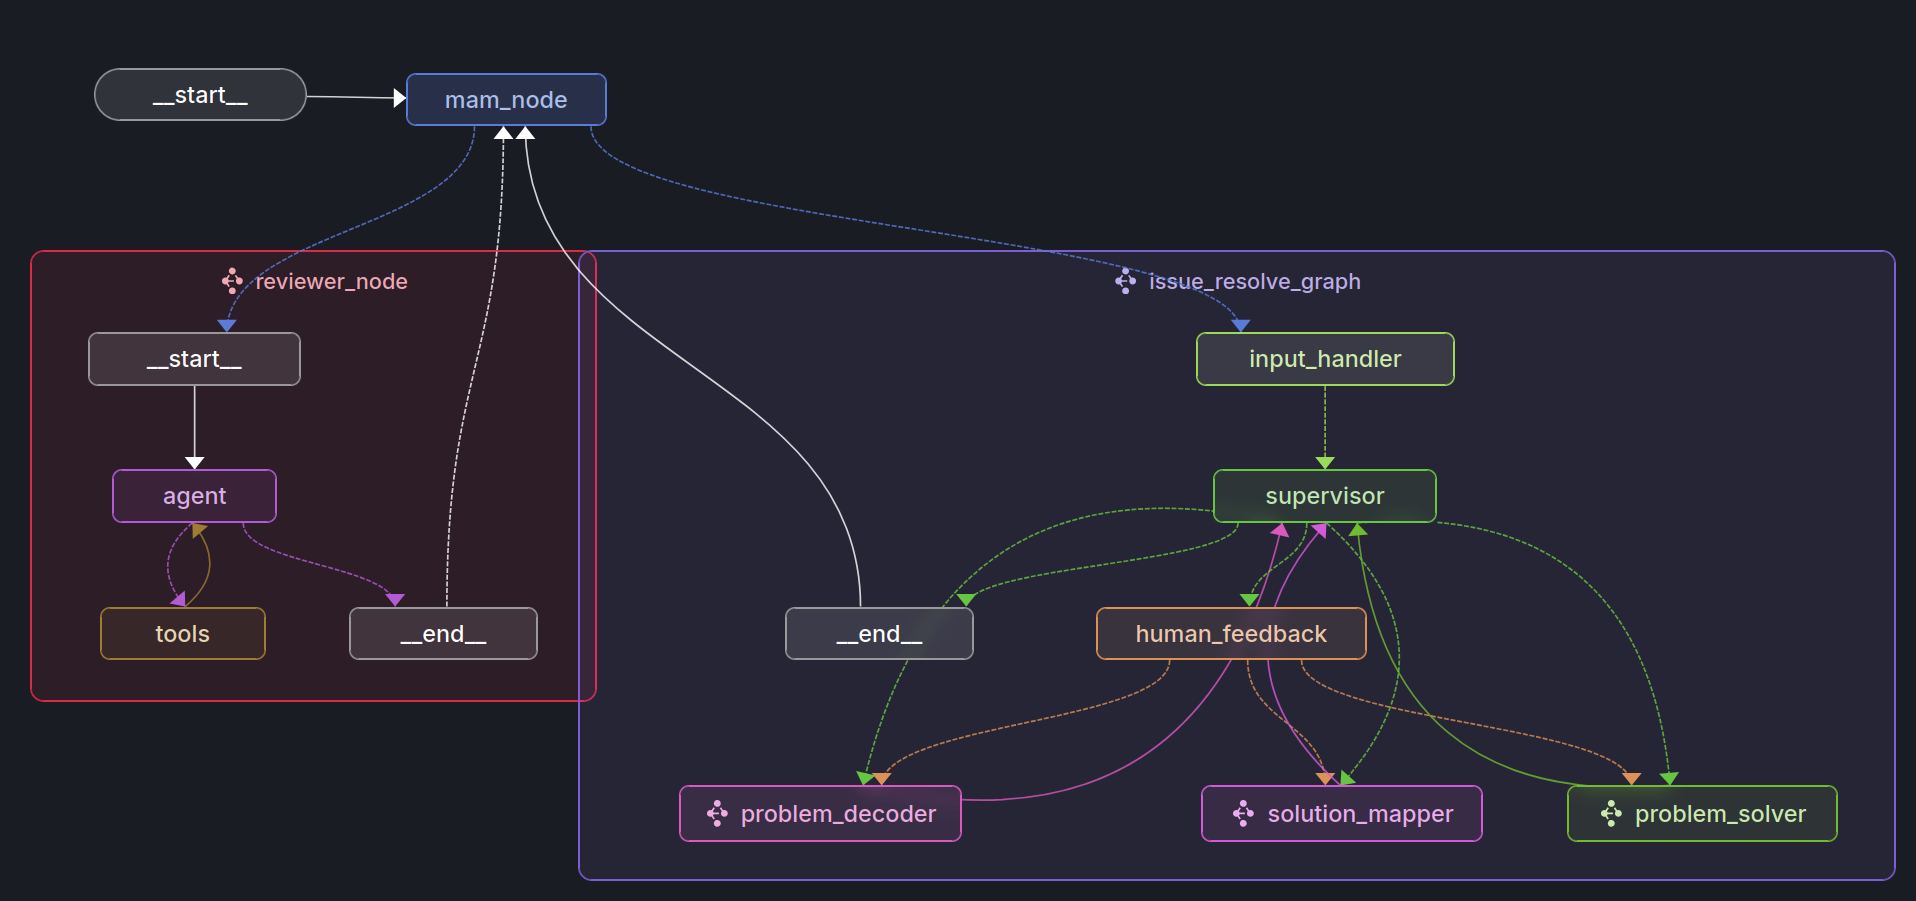 __start__
mam_node
reviewer_node
issue_resolve_graph
__start__
input_handler
agent
supervisor
tools
__end__
__end__
human_feedback
problem_decoder
solution_mapper
problem_solver